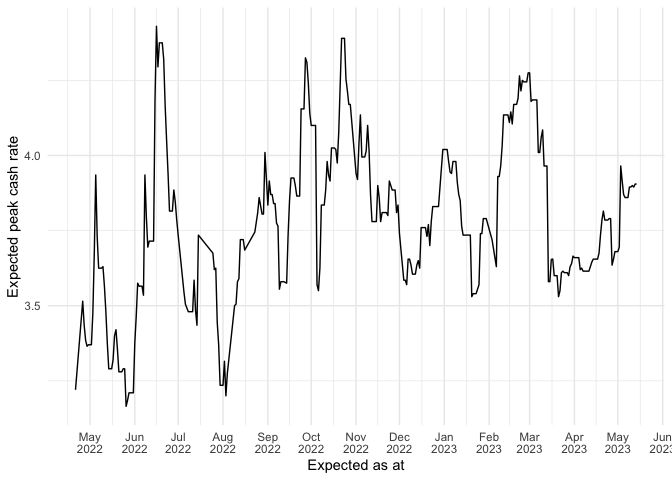 Expected peak cash rate
4.0
3.5
May Jun Jul Aug Sep Oct Nov Dec Jan Feb Mar Apr May Jun
2022 2022 2022 2022 2022 2022 2022 2022 2023 2023 2023 2023 2023 2023
Expected as at